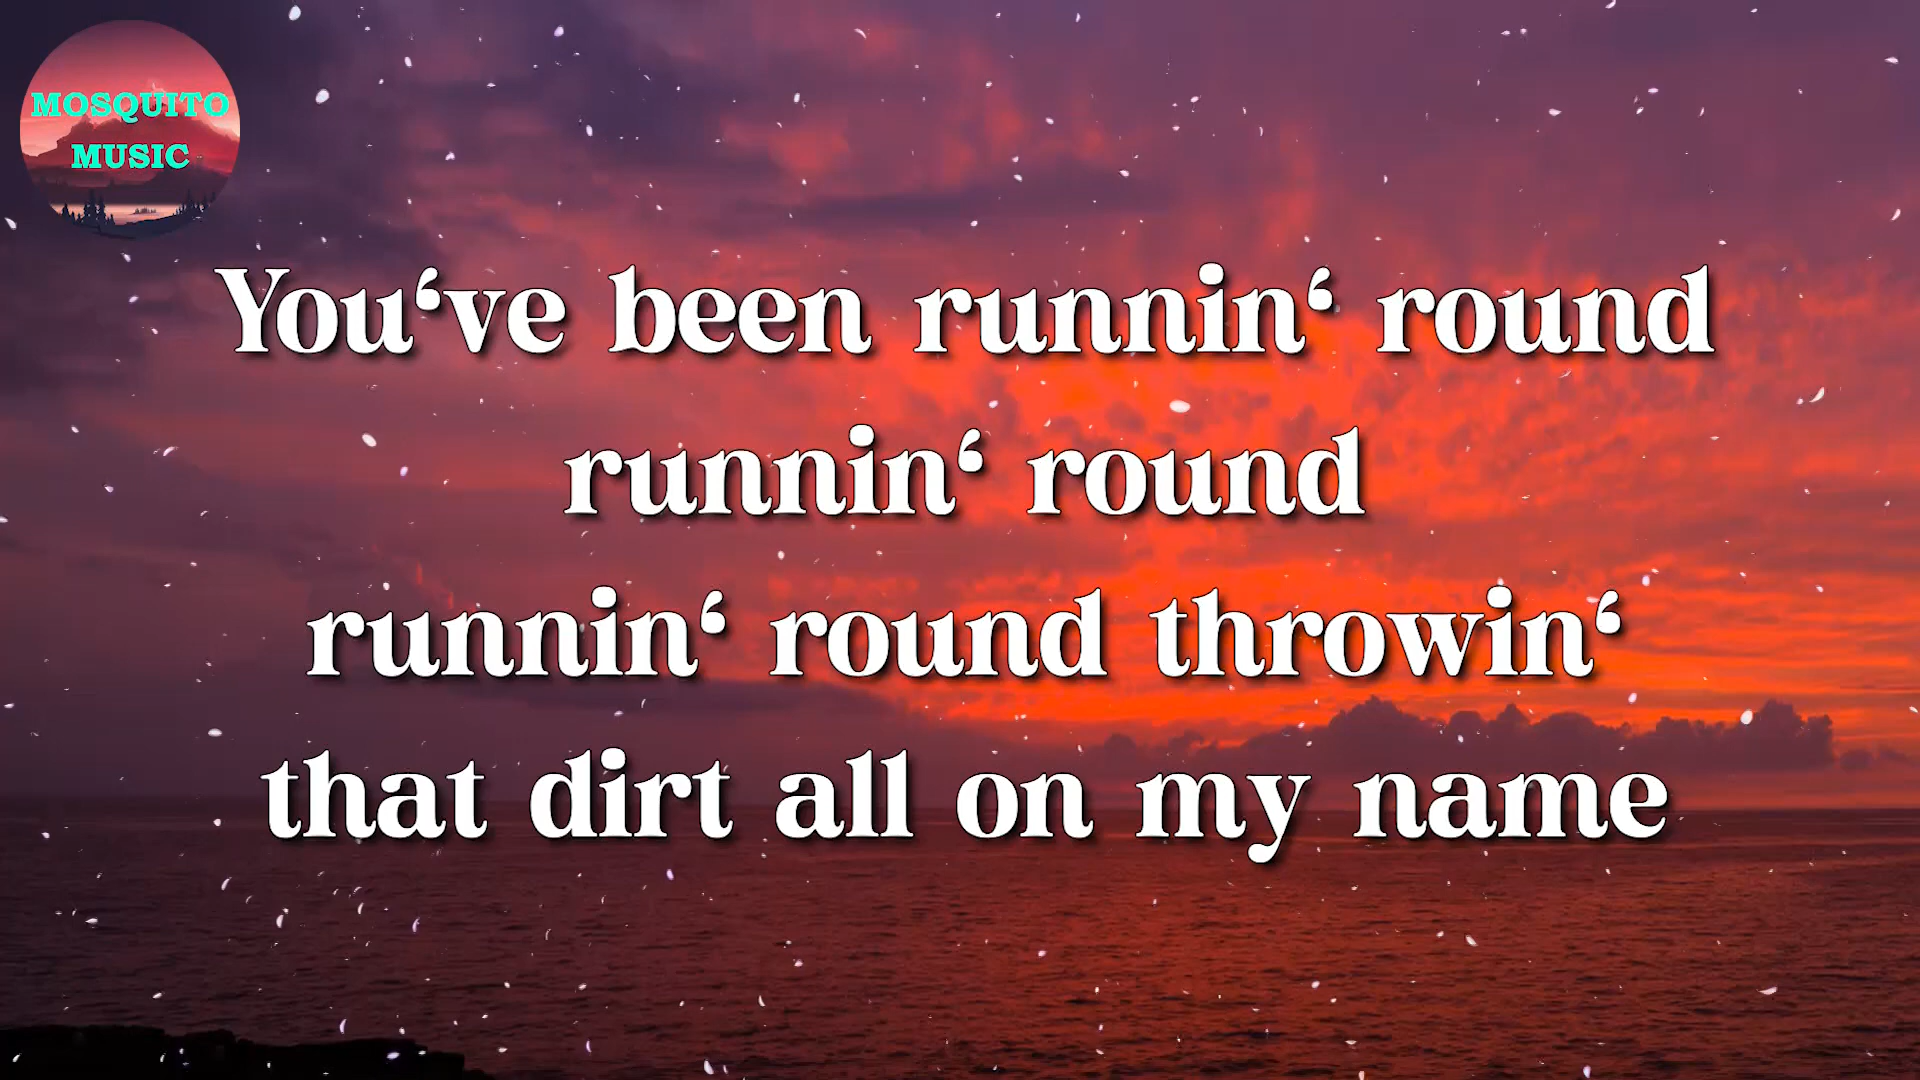 MOSQUITO
MUSIC
You‘ve been runnin‘ round
runnin‘ round
runnin‘ round throwin‘
that dirt all on my name